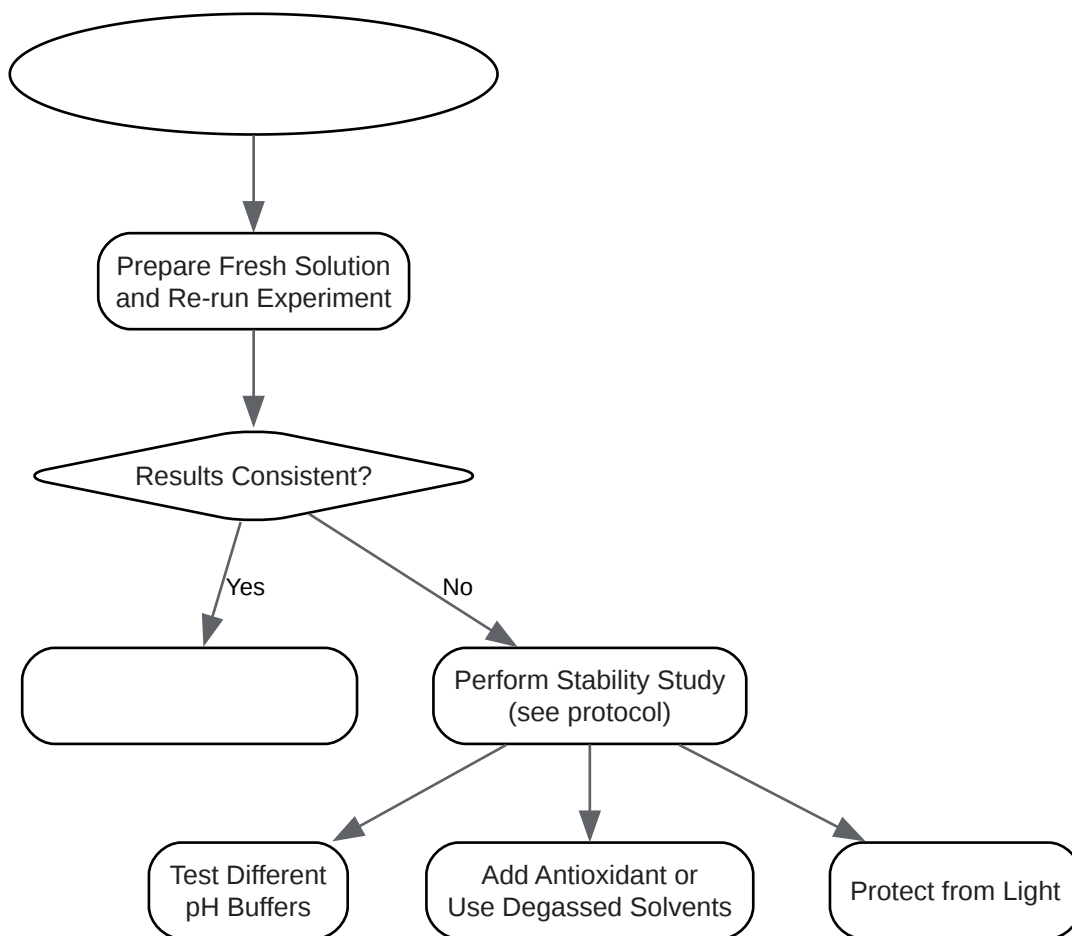 Prepare Fresh Solution
and Re-run Experiment
Results Consistent?
Yes
No
Perform Stability Study
(see protocol)
Test Different
pH Buffers
Add Antioxidant or
Use Degassed Solvents
Protect from Light